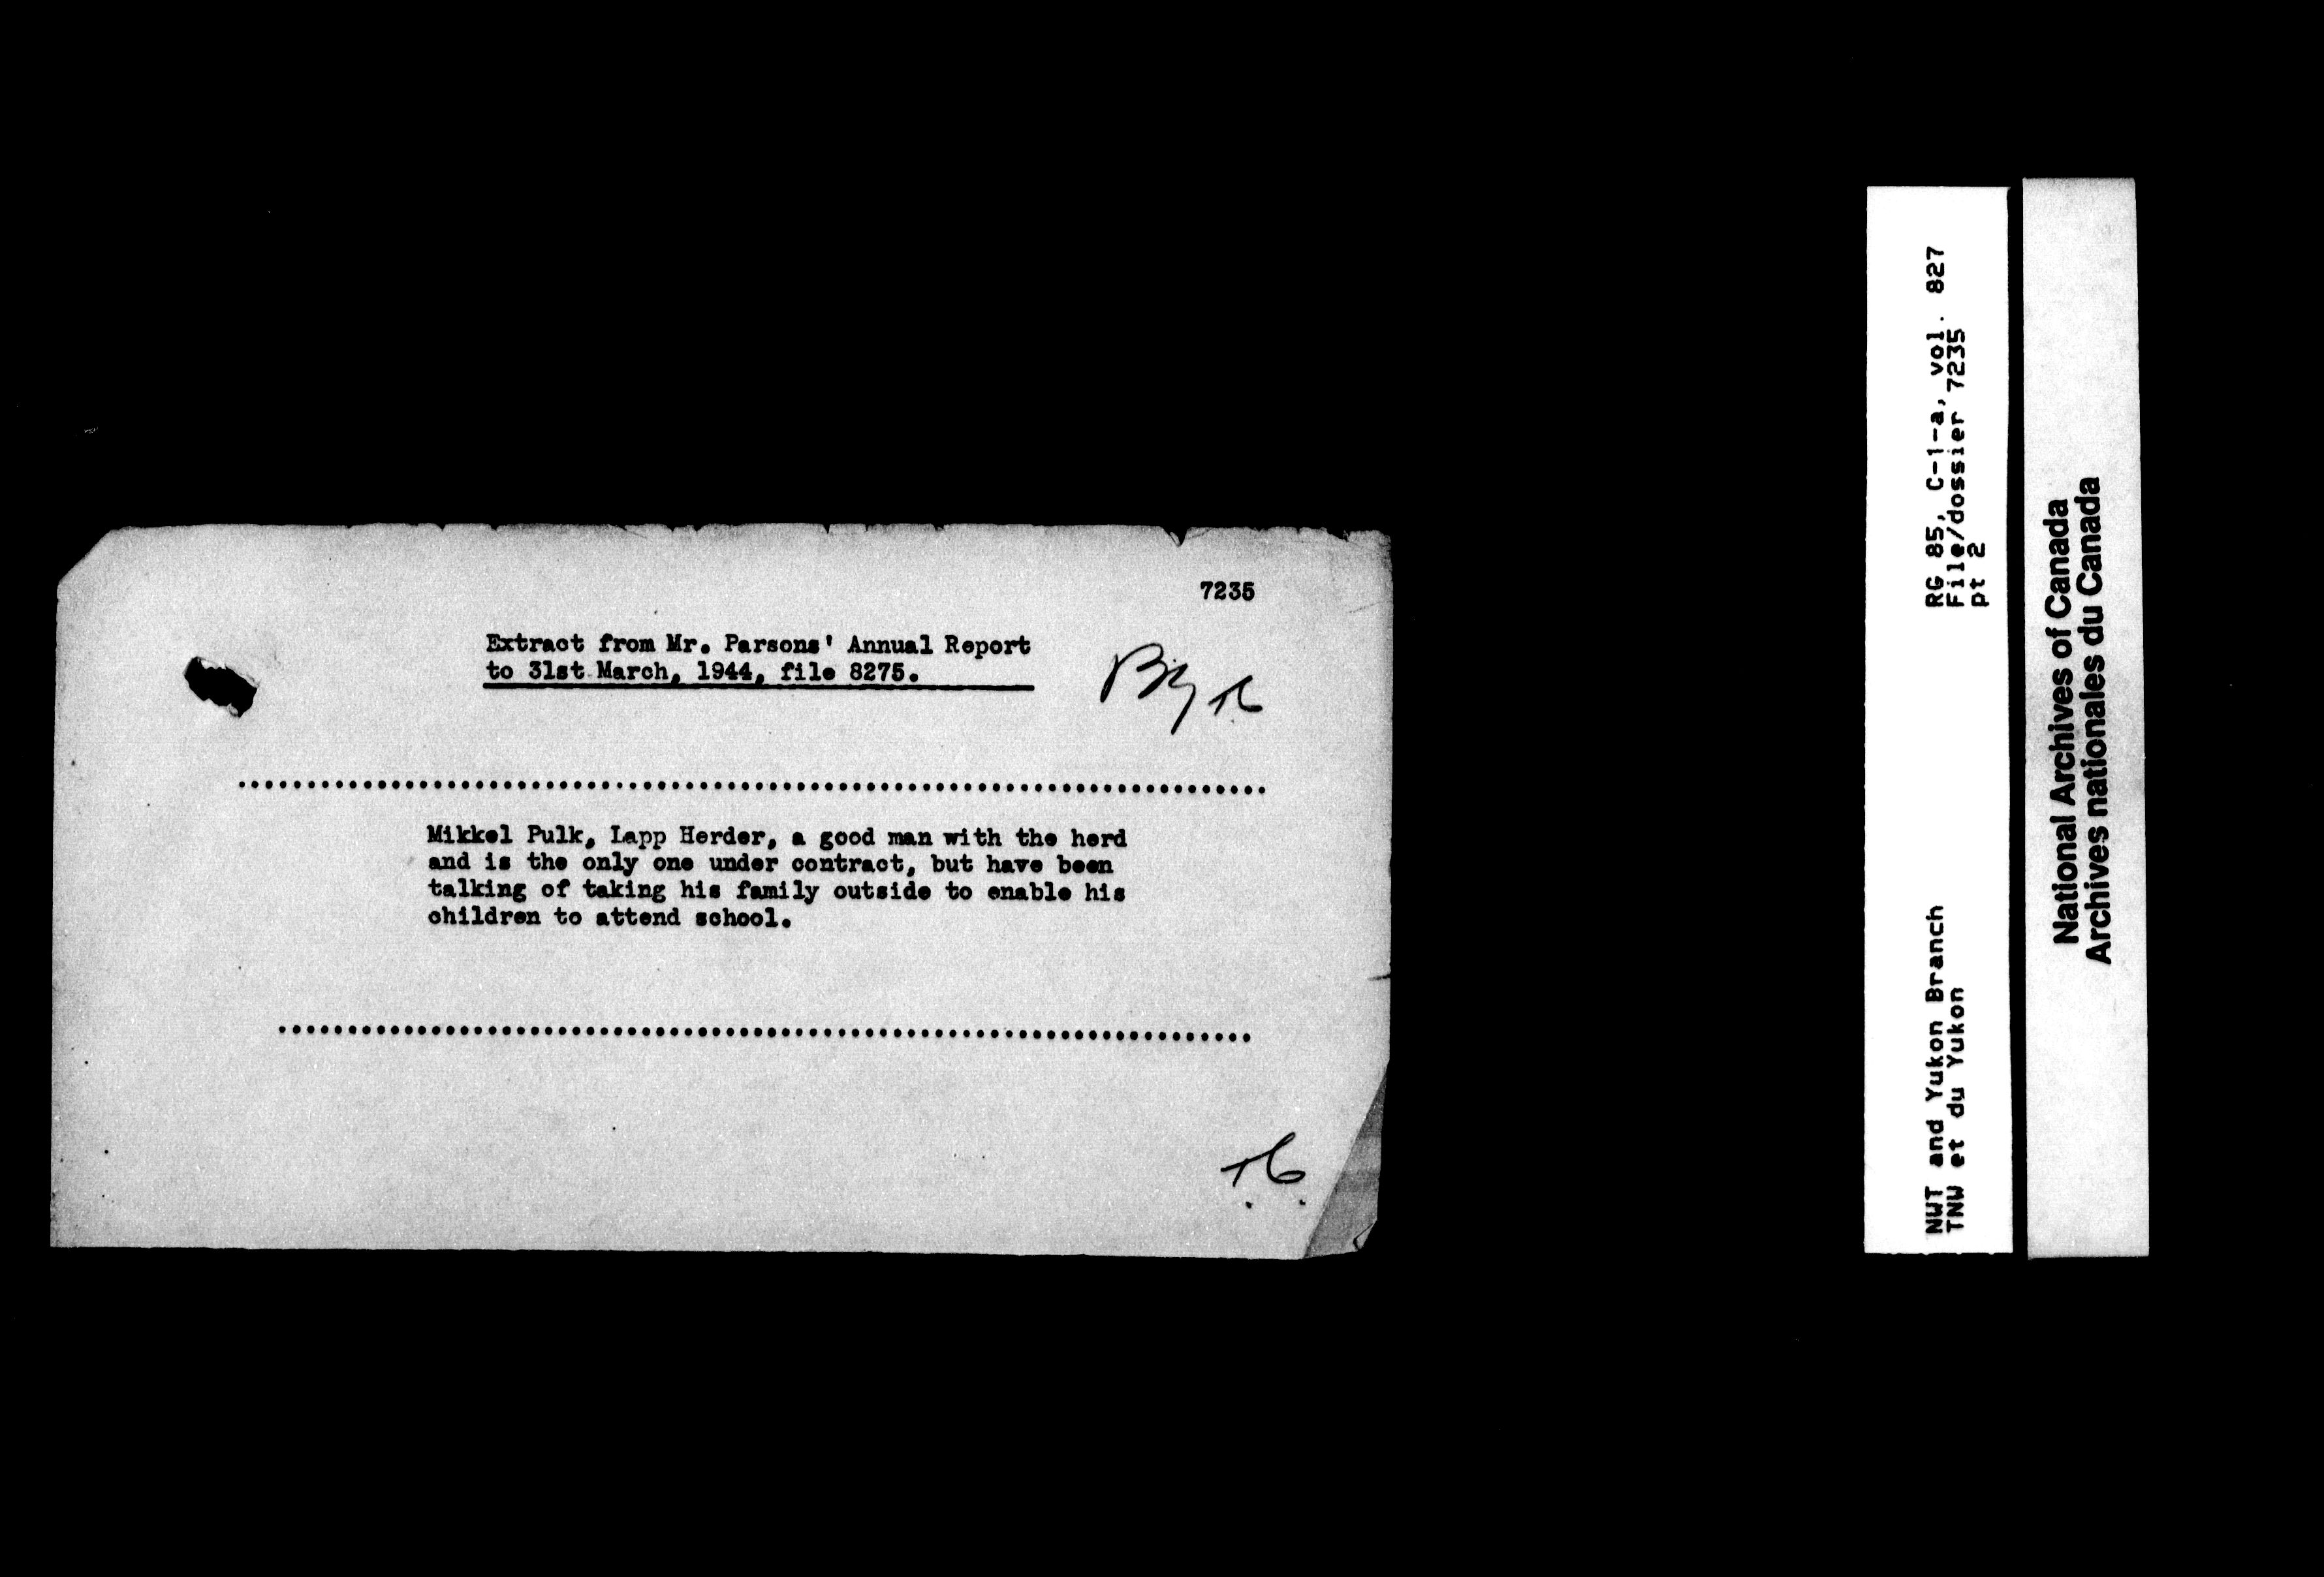 7235
Extract from Mr. Parsons' Annual Report
to 31st March, 1944, file 8275.
Mikkel Pulk, Lapp Herder, a good man with the herd
and is the only one under contract, but have been
talking of taking his family outside to enable his
children to attend school.
RG 85, C-1-a, vol. 827
File/dossier 7235
pt 2
NWT and Yukon Branch
TNW et du Yukon
National Archives of Canada
Archives nationales du Canada